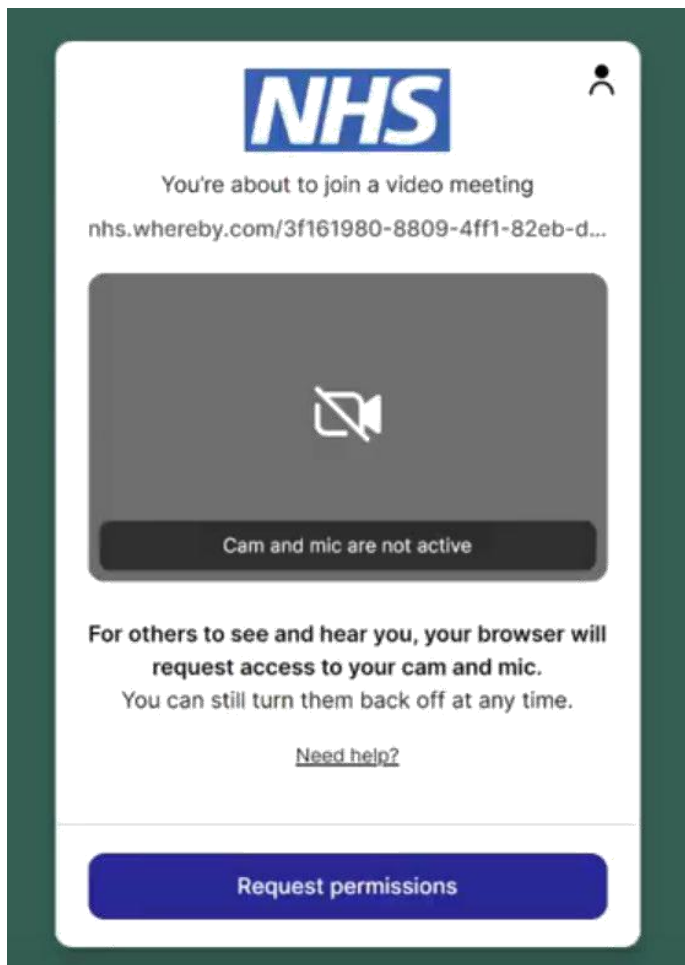 NHS
You're about to join a video meeting
nhs.whereby.com/3f161980-8809-4ff1-82eb-d...
Cam and mic are not active
For others to see and hear you, your browser will
request access to your cam and mic.
You can still turn them back off at any time.
Need help?
Request permissions